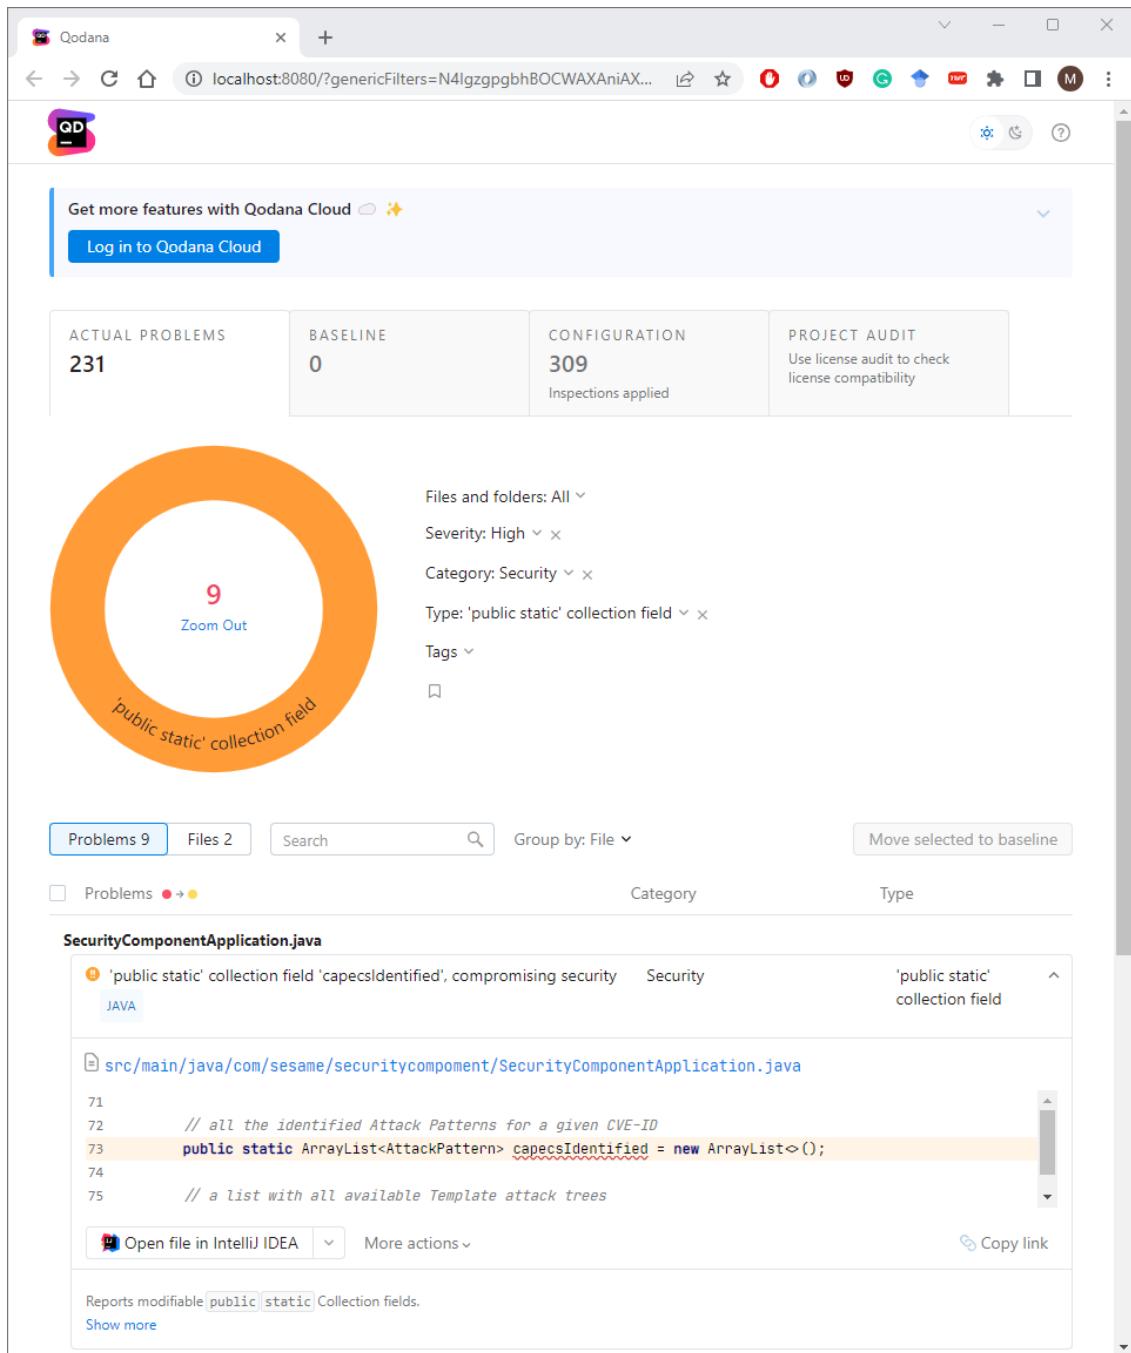 Qodana
localhost:8080/?genericFilters=N4IgzgpgbhBOCWAXAniAX...
M
QD
Get more features with Qodana Cloud
Log in to Qodana Cloud
ACTUAL PROBLEMS
231
BASELINE
0
CONFIGURATION
309
Inspections applied
PROJECT AUDIT
Use license audit to check
license compatibility
9
Zoom Out
'public static' collection field
Files and folders: All
Severity: High
Category: Security
Type: 'public static' collection field
Tags
Problems 9 Files 2 Search Group by: File Move selected to baseline
Problems Category Type
SecurityComponentApplication.java
'public static' collection field 'capecsIdentified', compromising security Security 'public static'
collection field
JAVA
src/main/java/com/sesame/securitycompoment/SecurityComponentApplication.java
71
72 // all the identified Attack Patterns for a given CVE-ID
73 public static ArrayList<AttackPattern> capecsIdentified = new ArrayList<>();
74
75 // a list with all available Template attack trees
Open file in IntelliJ IDEA More actions Copy link
Reports modifiable public static Collection fields.
Show more